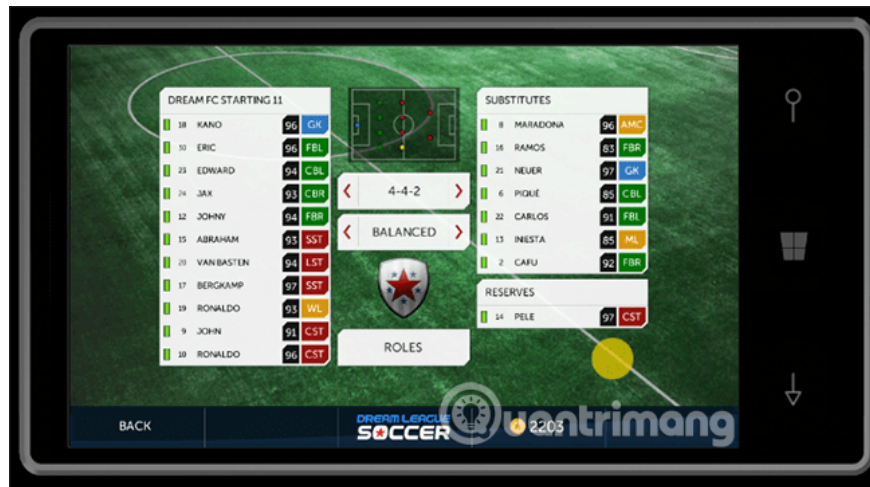 DREAM FC STARTING 11
18 KANO 96 GK
30 ERIC 96 FBL
23 EDWARD 94 CBL
24 JAX 93 CBR
12 JOHNY 94 FBR
15 ABRAHAM 93 SST
20 VAN BASTEN 94 LST
17 BERGKAMP 97 SST
19 RONALDO 93 WL
9 JOHN 91 CST
10 RONALDO 96 CST
4-4-2
BALANCED
ROLES
SUBSTITUTES
8 MARADONA 96 AMC
16 RAMOS 83 FBR
21 NEUER 97 GK
6 PIQUE 85 CBL
22 CARLOS 91 FBL
13 INIESTA 85 ML
2 CAFU 92 FBR
RESERVES
14 PELE 97 CST
BACK
DREAM LEAGUE
SOCCER
2203
Quantrimang